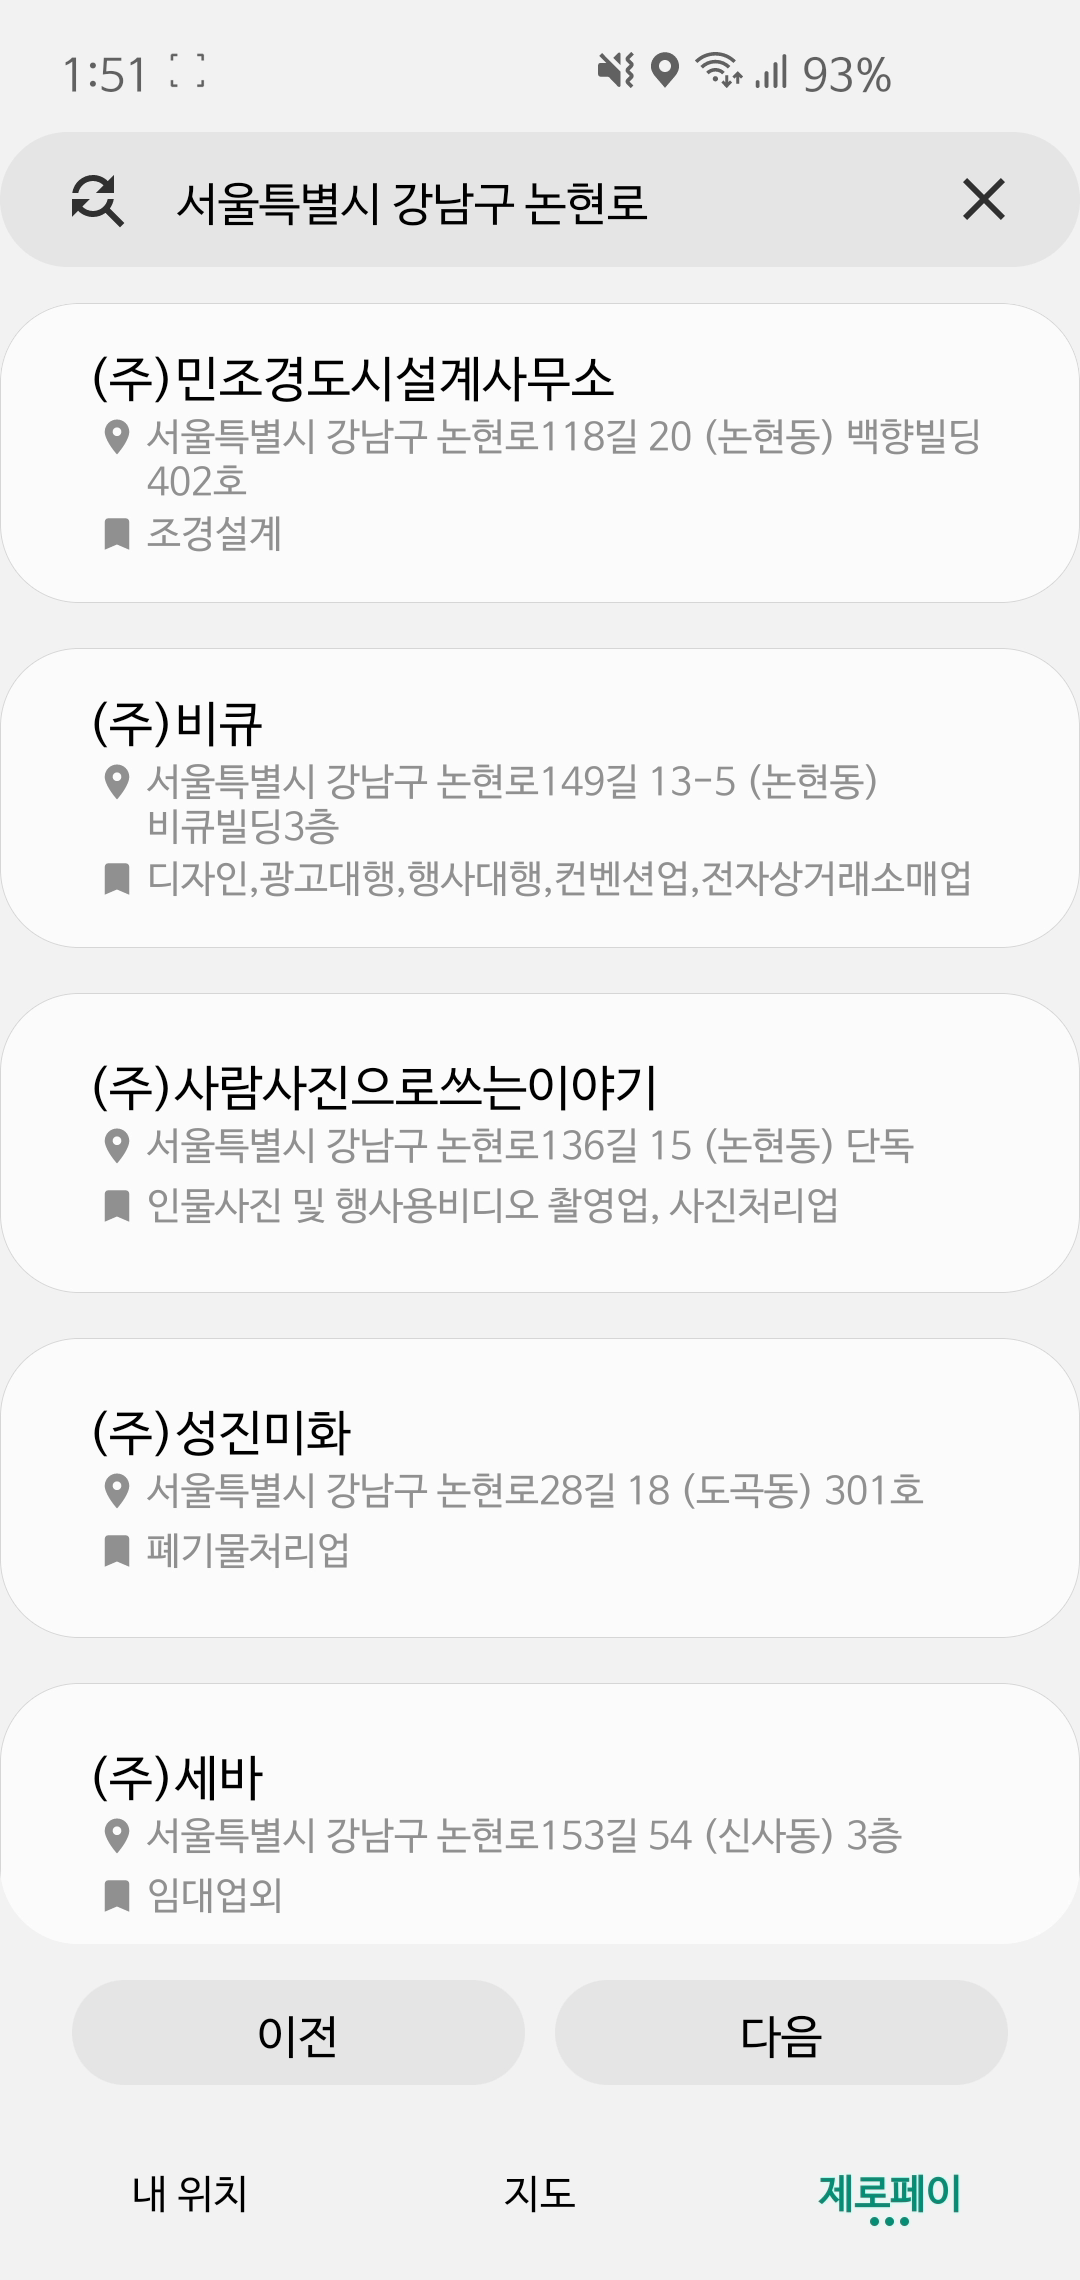 1:51 93%
서울특별시 강남구 논현로
(주)민조경도시설계사무소
서울특별시 강남구 논현로118길 20 (논현동) 백향빌딩
402호
조경설계
(주)비큐
서울특별시 강남구 논현로149길 13-5 (논현동)
비큐빌딩3층
디자인,광고대행,행사대행,컨벤션업,전자상거래소매업
(주)사람사진으로쓰는이야기
서울특별시 강남구 논현로136길 15 (논현동) 단독
인물사진 및 행사용비디오 촬영업, 사진처리업
(주)성진미화
서울특별시 강남구 논현로28길 18 (도곡동) 301호
폐기물처리업
(주)세바
서울특별시 강남구 논현로153길 54 (신사동) 3층
임대업외
이전 다음
내 위치 지도 제로페이